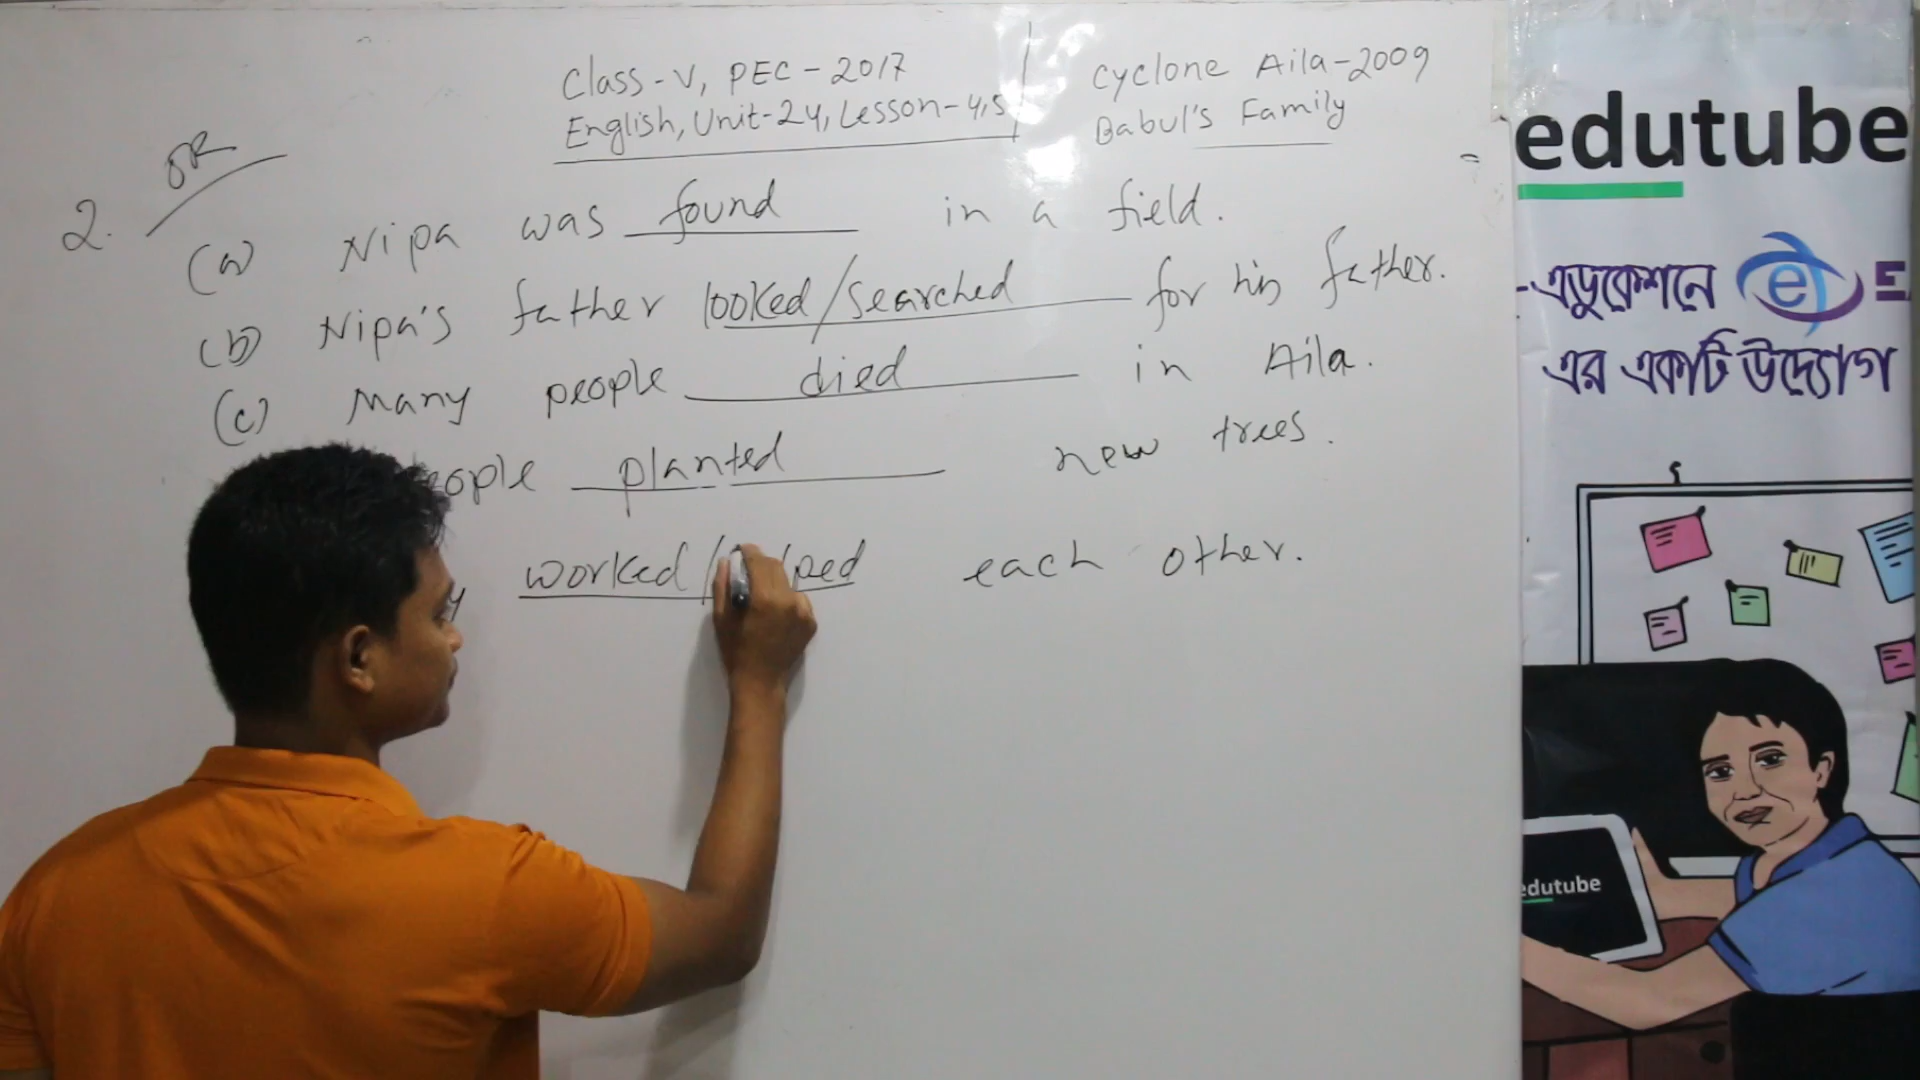 Class-V, PEC-2017
English, Unit-24, Lesson-4,5
Cyclone Aila-2009
Babul's Family
OR
2.
(a) Nipa was found in a field.
(b) Nipa's father looked/searched for his father.
(c) Many people died in Aila.
planted new trees.
worked/ each other.
edutube
এডুকেশনে
এর একটি উদ্যোগ
edutube